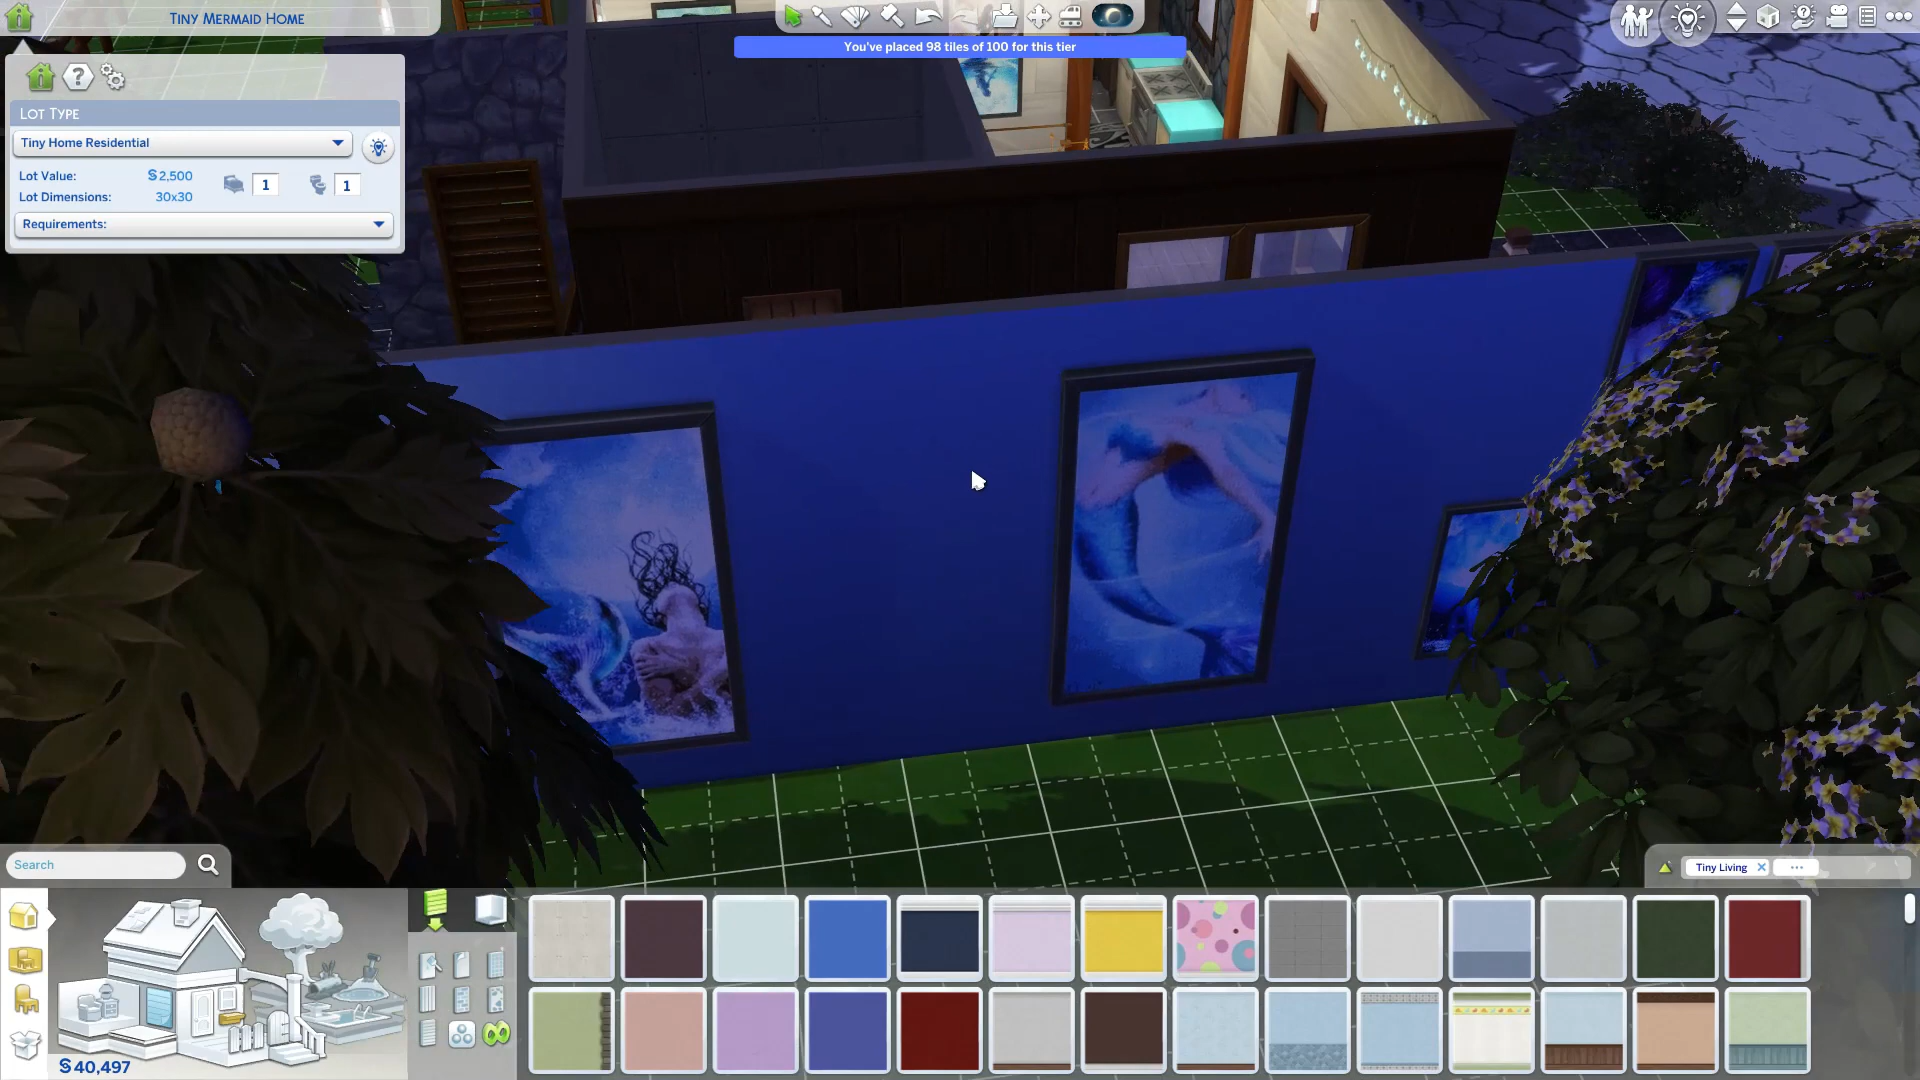 TINY MERMAID HOME
You've placed 98 tiles of 100 for this tier
LOT TYPE
Tiny Home Residential
Lot Value: §2,500
1
1
Lot Dimensions: 30x30
Requirements:
Search
Tiny Living
§40,497